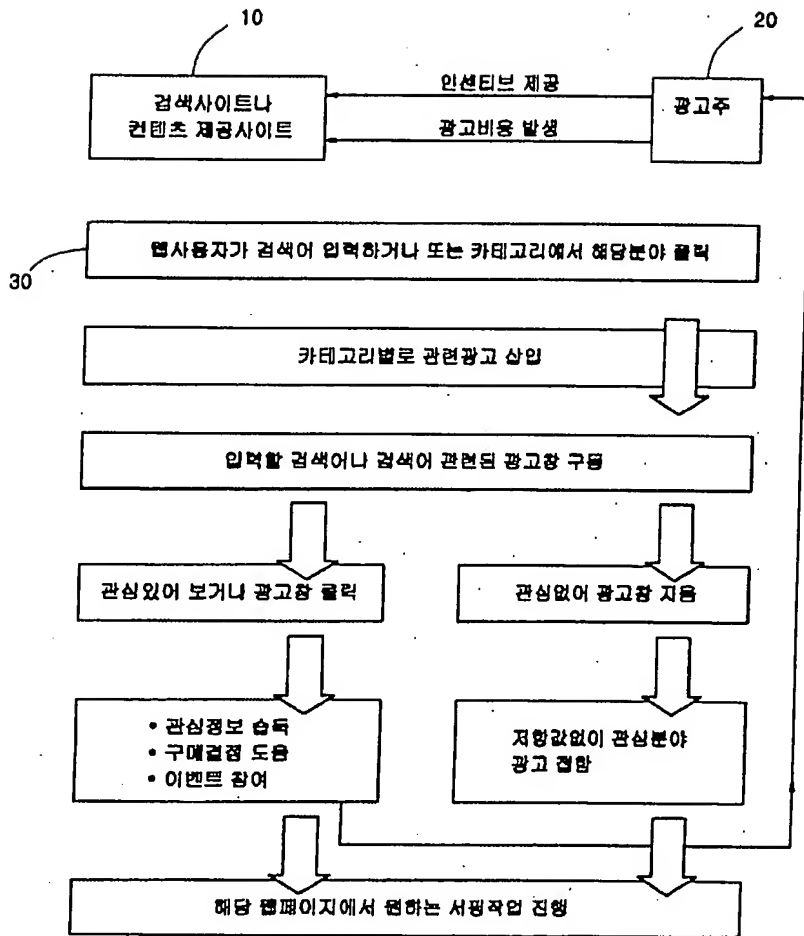 10
20
검색사이트나
컨텐츠 제공사이트
인센티브 제공
광고비용 발생
광고주
30
웹사용자가 검색어 입력하거나 또는 카테고리에서 해당분야 클릭
카테고리별로 관련광고 삽입
입력할 검색어나 검색어 관련된 광고창 구동
관심있어 보거나 광고창 클릭
관심없어 광고창 지움
• 관심정보 습득
• 구매결정 도움
• 이벤트 참여
저항값없이 관심분야
광고 접함
해당 웹페이지에서 원하는 서핑작업 진행